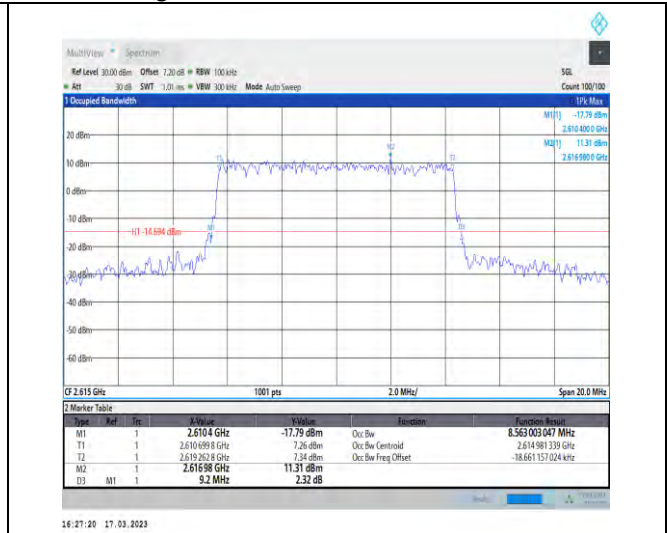 MultiView Spectrum
Ref Level 30.00 dBm Offset 7.20 dB RBW 100 kHz SGL
Att 30 dB SWT 1.01 ms VBW 300 kHz Mode Auto Sweep Count 100/100
1 Occupied Bandwidth 1Pk Max
M1[1] -17.79 dBm
2.610 400 0 GHz
M2[1] 11.31 dBm
2.616 980 0 GHz
20 dBm
M2
10 dBm
T1 T2
0 dBm
-10 dBm
H1 -14.694 dBm
M1 D3
-20 dBm
-30 dBm
-40 dBm
-50 dBm
-60 dBm
CF 2.615 GHz 1001 pts 2.0 MHz/ Span 20.0 MHz
2 Marker Table
Type Ref Trc X-Value Y-Value Function Function Result
M1 1 2.6104 GHz -17.79 dBm Occ Bw 8.563 003 047 MHz
T1 1 2.610 699 8 GHz 7.26 dBm Occ Bw Centroid 2.614 981 339 GHz
T2 1 2.619 262 8 GHz 7.34 dBm Occ Bw Freq Offset -18.661 157 024 kHz
M2 1 2.61698 GHz 11.31 dBm
D3 M1 1 9.2 MHz 2.32 dB
16:27:20 17.03.2023